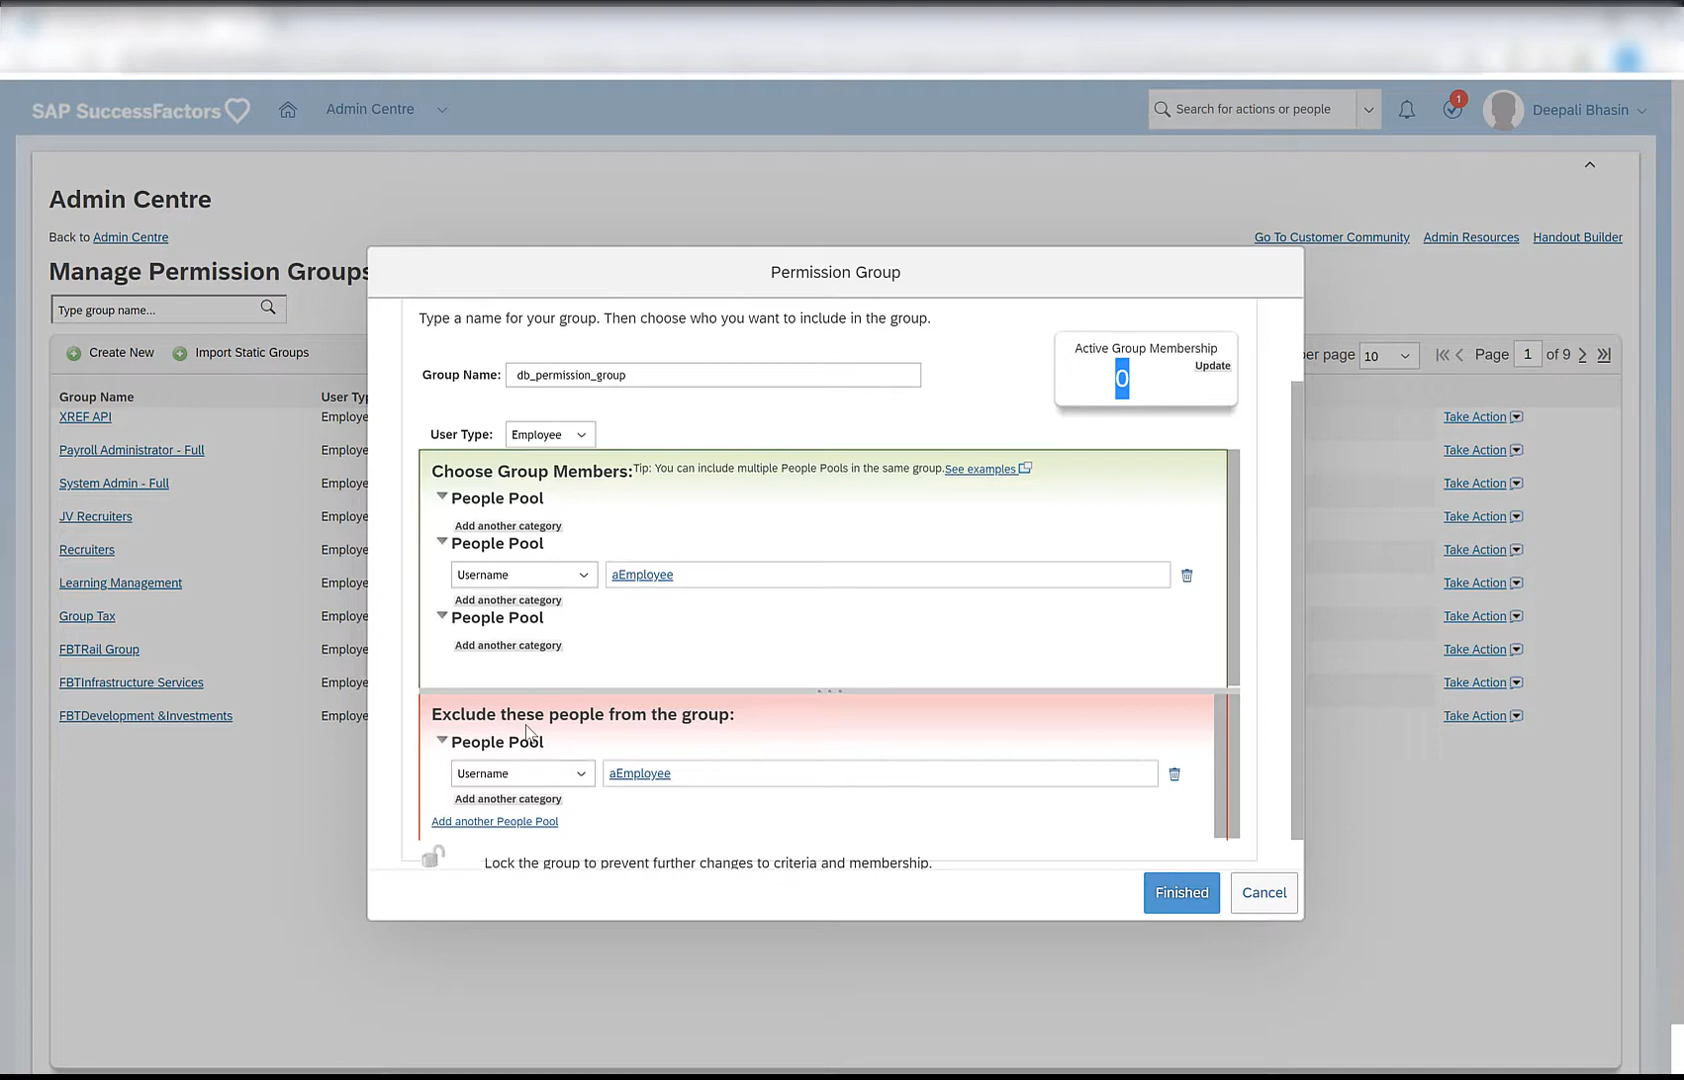 SAP SuccessFactors
Admin Centre
Search for actions or people
1
Deepali Bhasin
Admin Centre
Back to Admin Centre
Go To Customer Community
Admin Resources
Handout Builder
Manage Permission Groups
Type group name...
Create New
Import Static Groups
per page 10
Page 1 of 9
Group Name
User Typ
XREF API
Employe
Take Action
Payroll Administrator - Full
Employe
Take Action
System Admin - Full
Employe
Take Action
JV Recruiters
Employe
Take Action
Recruiters
Employe
Take Action
Learning Management
Employe
Take Action
Group Tax
Employe
Take Action
FBTRail Group
Employe
Take Action
FBTInfrastructure Services
Employe
Take Action
FBTDevelopment &Investments
Employe
Take Action
Permission Group
Type a name for your group. Then choose who you want to include in the group.
Active Group Membership
Update
0
Group Name: db_permission_group
User Type: Employee
Choose Group Members: Tip: You can include multiple People Pools in the same group. See examples
People Pool
Add another category
People Pool
Username
aEmployee
Add another category
People Pool
Add another category
Exclude these people from the group:
People Pool
Username
aEmployee
Add another category
Add another People Pool
Lock the group to prevent further changes to criteria and membership.
Finished
Cancel